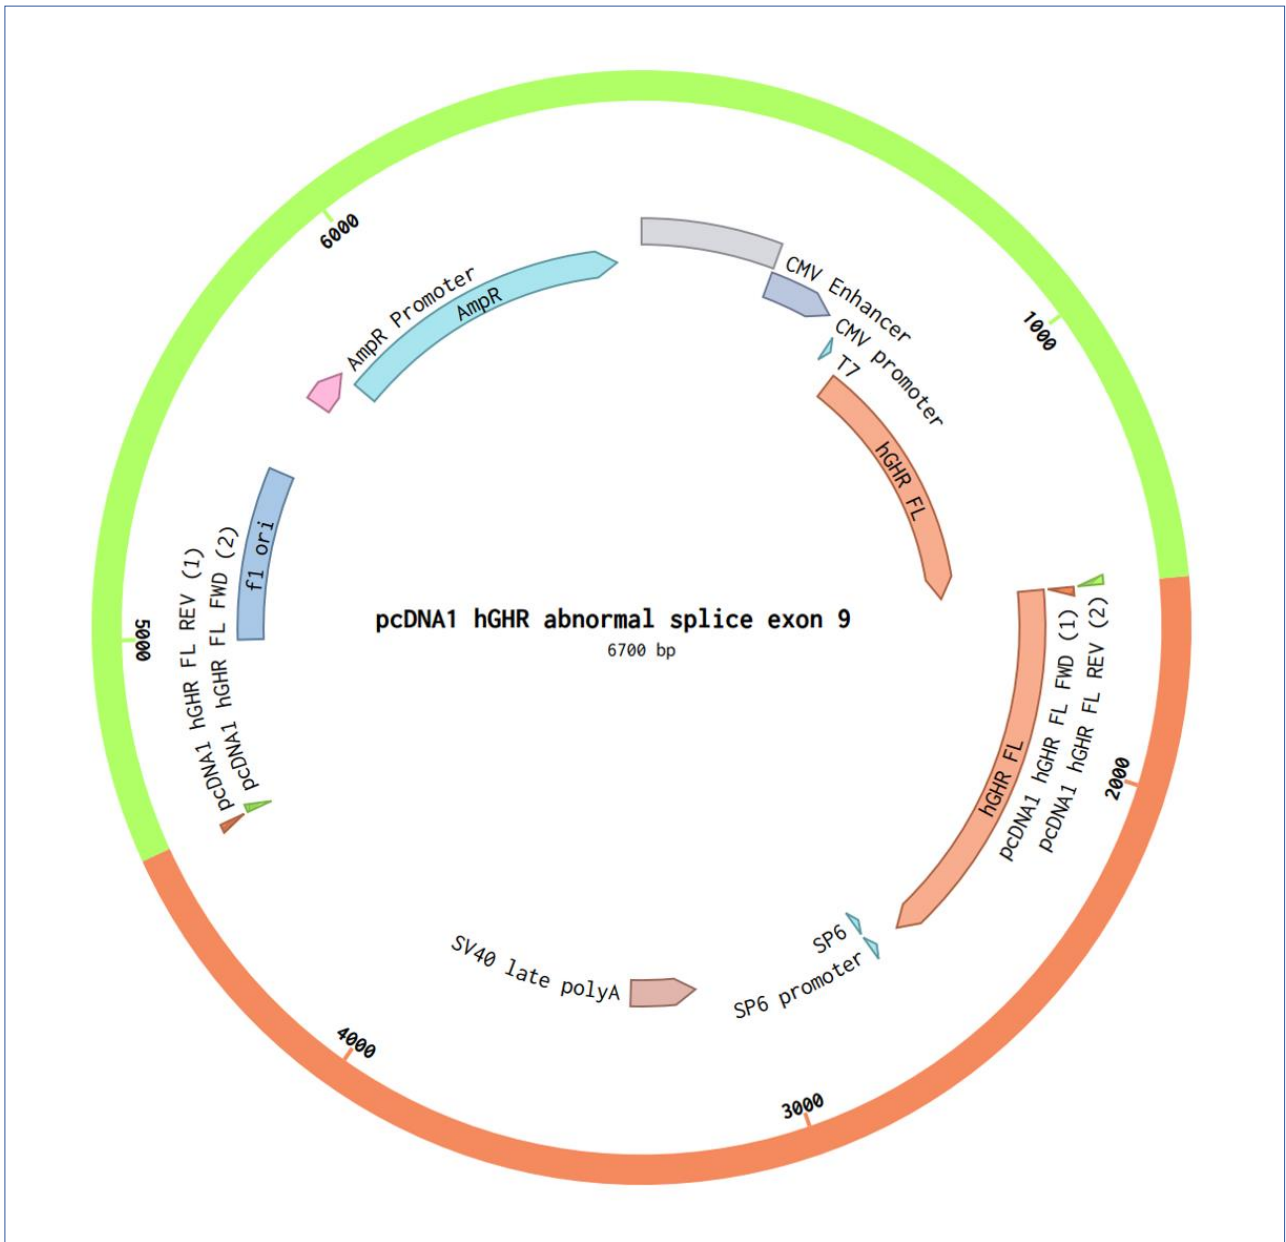 6000
AmpR Promoter
AmpR
CMV Enhancer
CMV promoter
T7
1000
hGHR FL
f1 ori
pcDNA1 hGHR FL REV (1)
pcDNA1 hGHR FL FWD (2)
5000
pcDNA1 hGHR abnormal splice exon 9
6700 bp
hGHR FL
pcDNA1 hGHR FL FWD (1)
pcDNA1 hGHR FL REV (2)
2000
SP6
SP6 promoter
SV40 late polyA
4000
3000